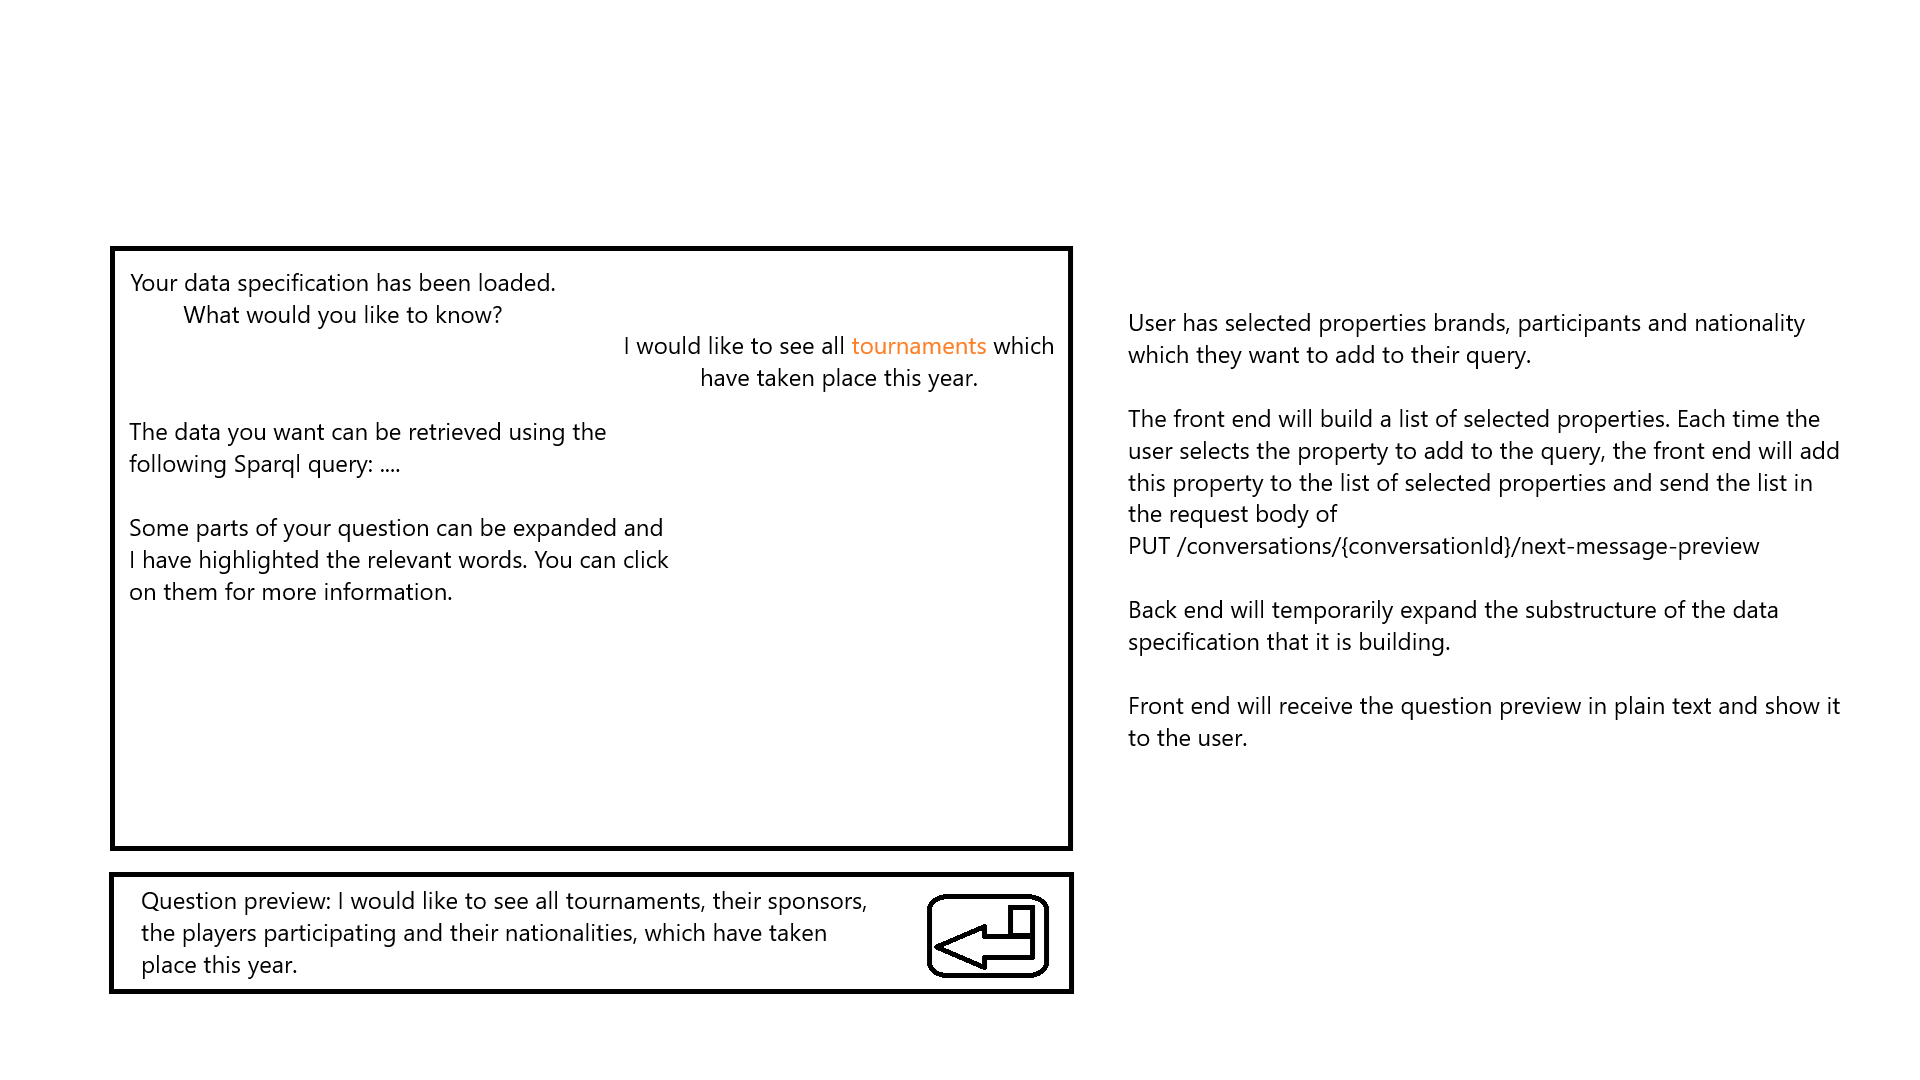 Your data specification has been loaded.
What would you like to know?
I would like to see all tournaments which
have taken place this year.
The data you want can be retrieved using the
following Sparql query: ....
Some parts of your question can be expanded and
I have highlighted the relevant words. You can click
on them for more information.
Question preview: I would like to see all tournaments, their sponsors,
the players participating and their nationalities, which have taken
place this year.
User has selected properties brands, participants and nationality
which they want to add to their query.
The front end will build a list of selected properties. Each time the
user selects the property to add to the query, the front end will add
this property to the list of selected properties and send the list in
the request body of
PUT /conversations/{conversationId}/next-message-preview
Back end will temporarily expand the substructure of the data
specification that it is building.
Front end will receive the question preview in plain text and show it
to the user.